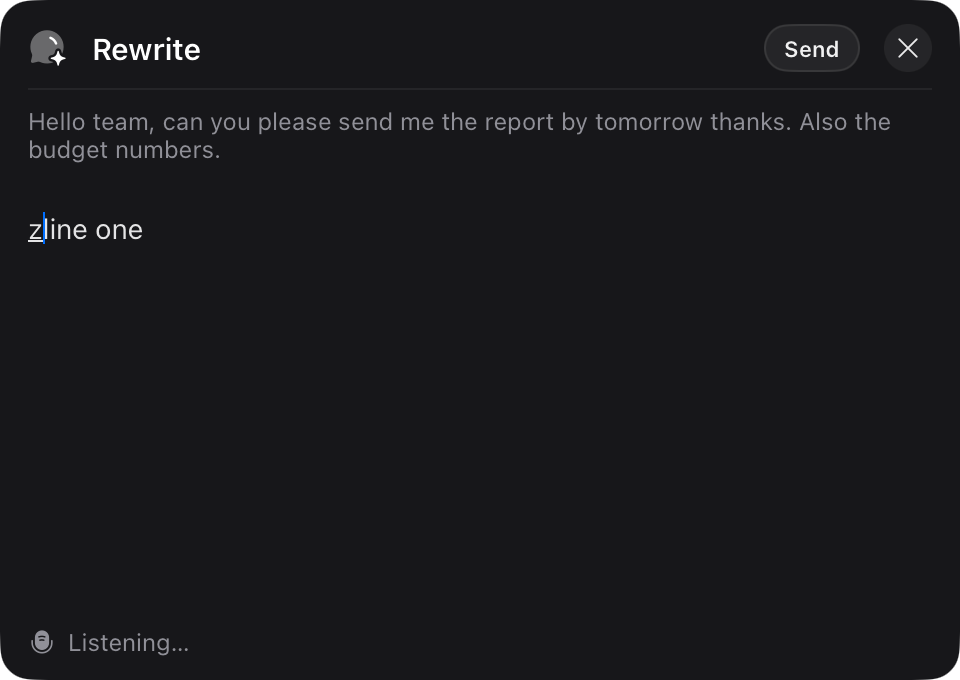 Rewrite
Send
Hello team, can you please send me the report by tomorrow thanks. Also the
budget numbers.
zline one
Listening...